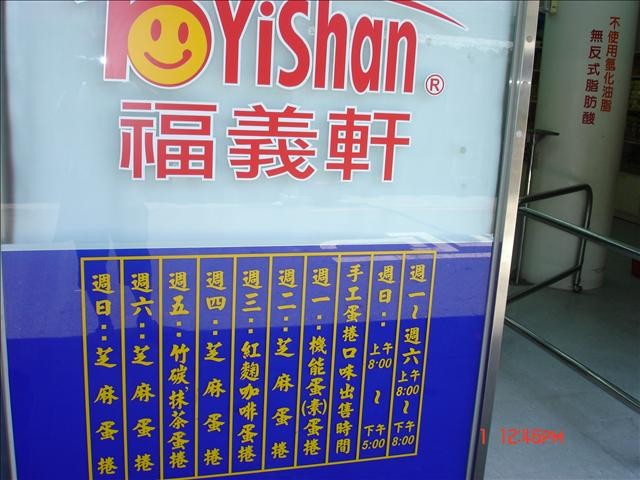 YiShan®
福義軒
週一～週六 上午8:00～下午8:00
週日：上午8:00～下午5:00
手工蛋捲口味出售時間
週一：機能蛋(素)蛋捲
週二：芝麻蛋捲
週三：紅麴咖啡蛋捲
週四：芝麻蛋捲
週五：竹碳、抹茶蛋捲
週六：芝麻蛋捲
週日：芝麻蛋捲
不使用氫化油脂
無反式脂肪酸
1 12:46PM